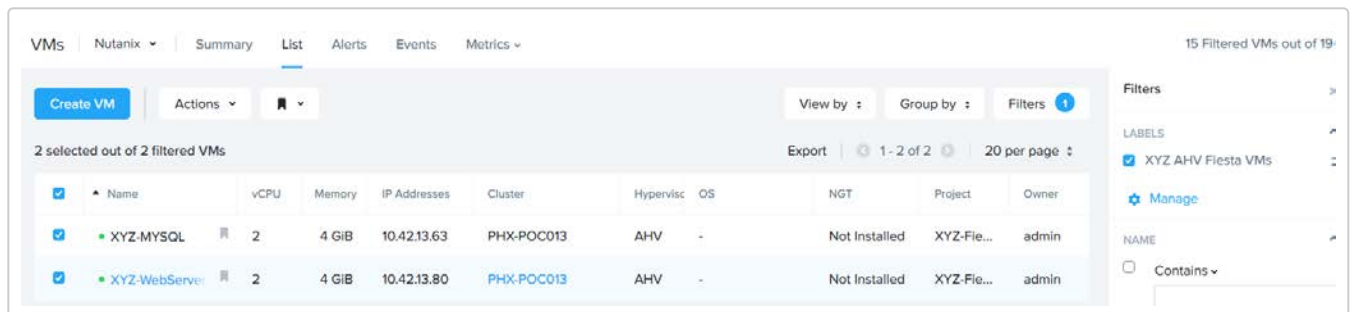 VMs Nutanix Summary List Alerts Events Metrics 15 Filtered VMs out of 19
Create VM Actions View by Group by Filters 1
Filters
LABELS
2 selected out of 2 filtered VMs Export 1 - 2 of 2 20 per page
XYZ AHV Fiesta VMs
Name vCPU Memory IP Addresses Cluster Hypervisc OS NGT Project Owner
Manage
XYZ-MYSQL 2 4 GiB 10.42.13.63 PHX-POC013 AHV - Not Installed XYZ-Fie... admin
NAME
XYZ-WebServer 2 4 GiB 10.42.13.80 PHX-POC013 AHV - Not Installed XYZ-Fie... admin
Contains